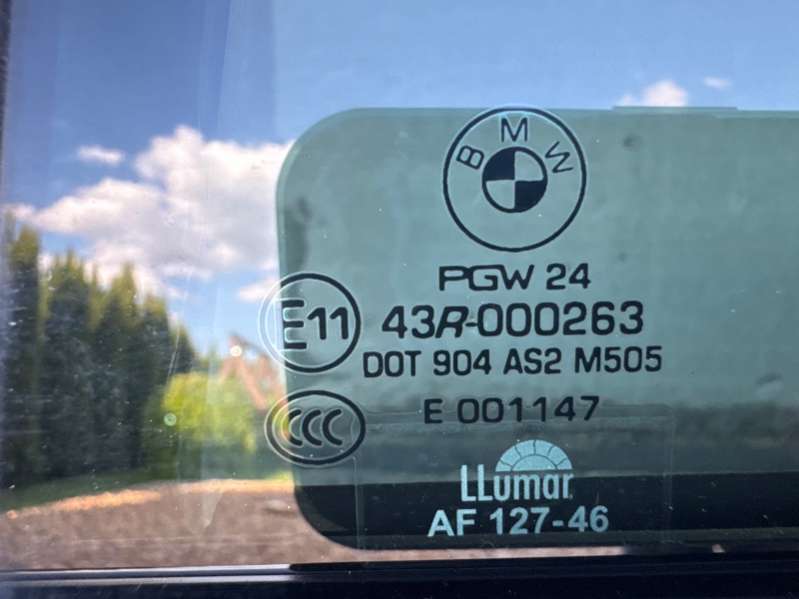 BMW
PGW 24
E11 43R-000263
DOT 904 AS2 M505
CCC E 001147
LLumar
AF 127-46